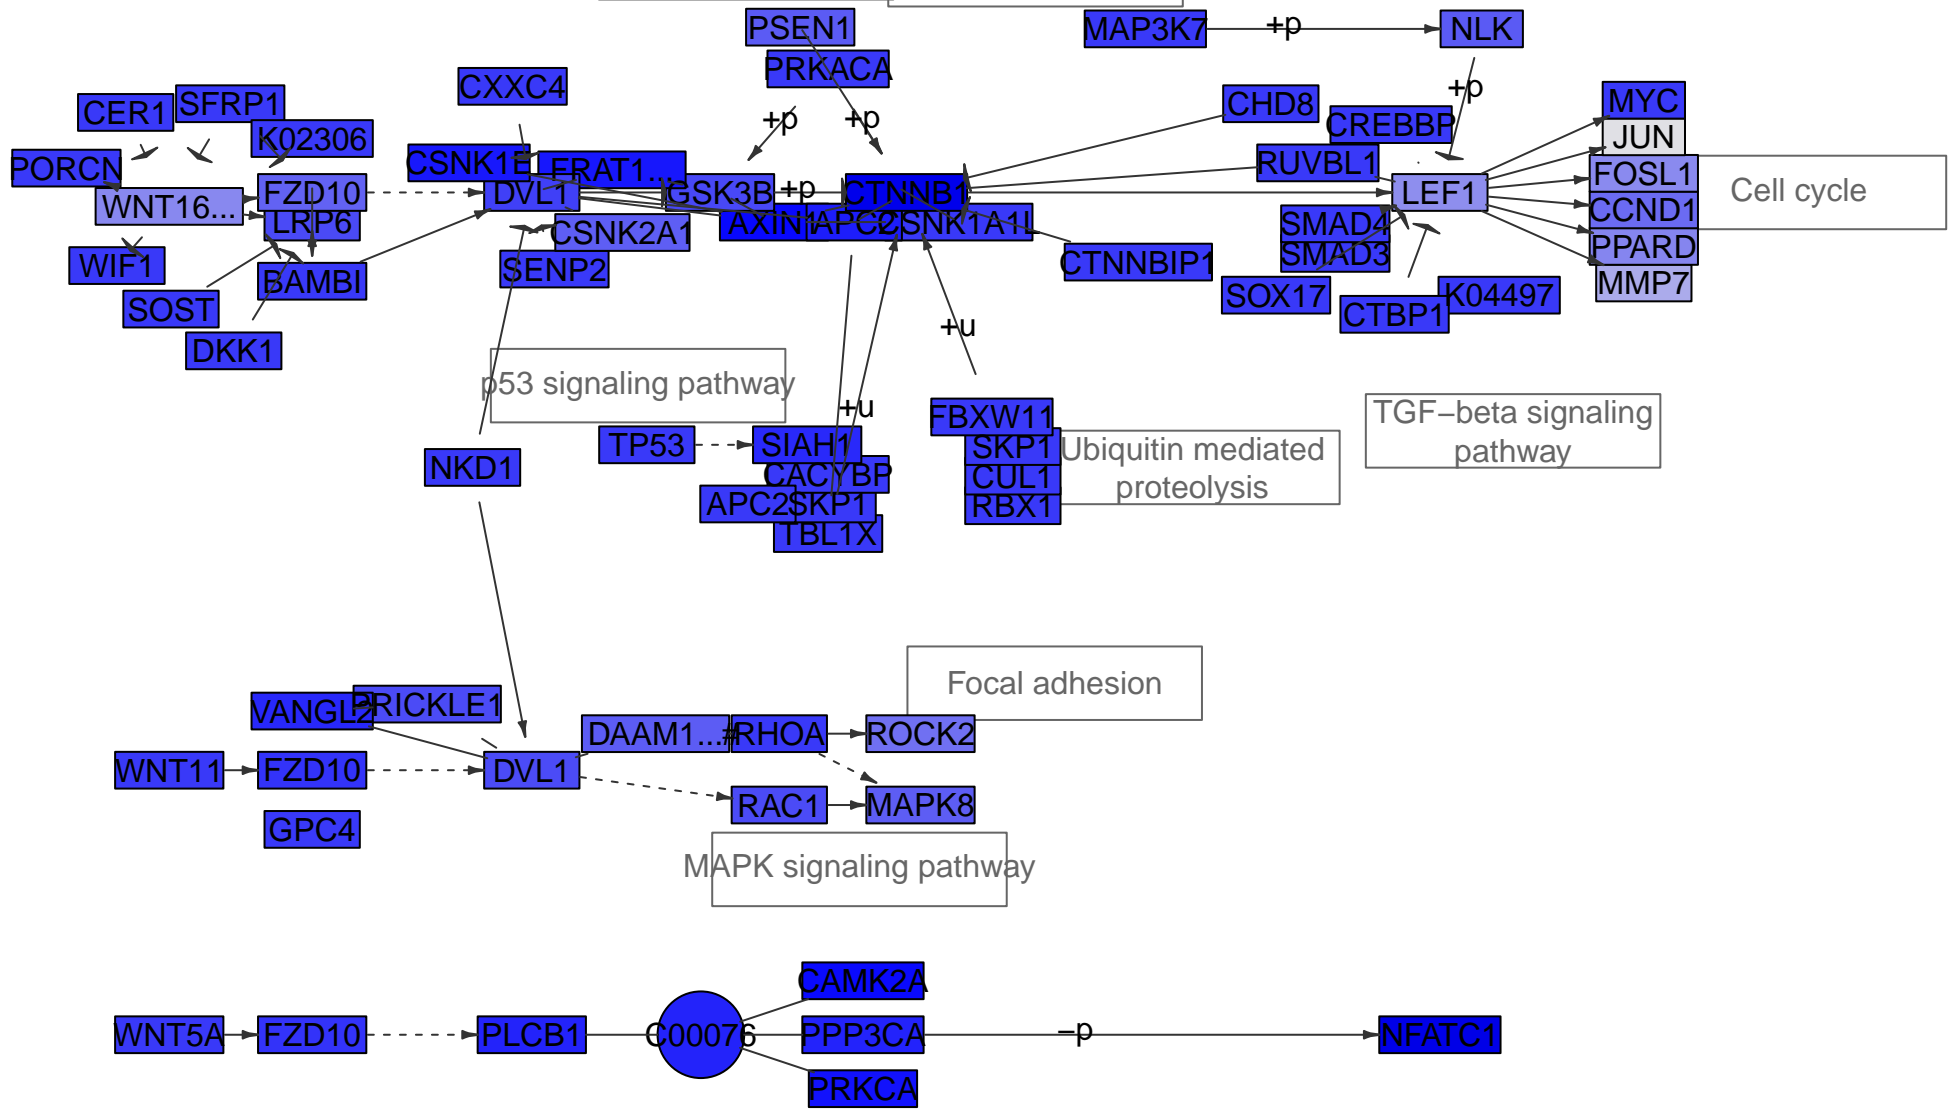 PSEN1
MAP3K7
+p
NLK
PRKACA
CXXC4
CER1
SFRP1
K02306
+p
+p
CHD8
CREBBP
+p
MYC
JUN
PORCN
CSNK1E
FRAT1...
RUVBL1
FOSL1
Cell cycle
WNT16...
FZD10
DVL1
GSK3B
+p
CTNNB1
LEF1
CCND1
LRP6
CSNK2A1
AXIN1
APC2
CSNK1A1L
SMAD4
PPARD
WIF1
BAMBI
SENP2
CTNNBIP1
SMAD3
MMP7
SOST
SOX17
K04497
CTBP1
DKK1
+u
p53 signaling pathway
+u
FBXW11
TGF−beta signaling
pathway
TP53
SIAH1
SKP1
Ubiquitin mediated
proteolysis
NKD1
CACYBP
CUL1
APC2
SKP1
RBX1
TBL1X
Focal adhesion
VANGL2
PRICKLE1
DAAM1...#
RHOA
ROCK2
WNT11
FZD10
DVL1
RAC1
MAPK8
GPC4
MAPK signaling pathway
CAMK2A
WNT5A
FZD10
PLCB1
C00076
PPP3CA
−p
NFATC1
PRKCA